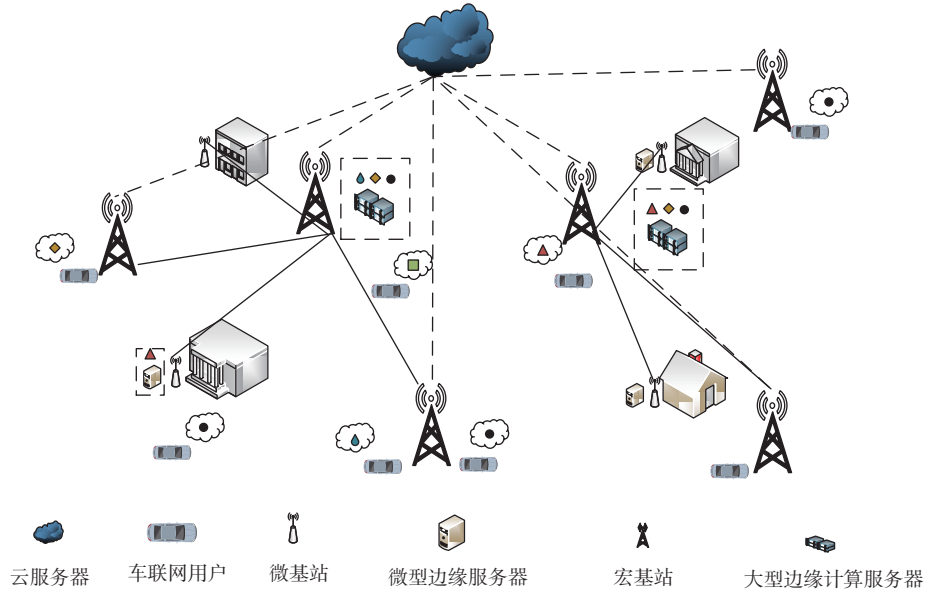 云服务器
车联网用户
微基站
微型边缘服务器
宏基站
大型边缘计算服务器